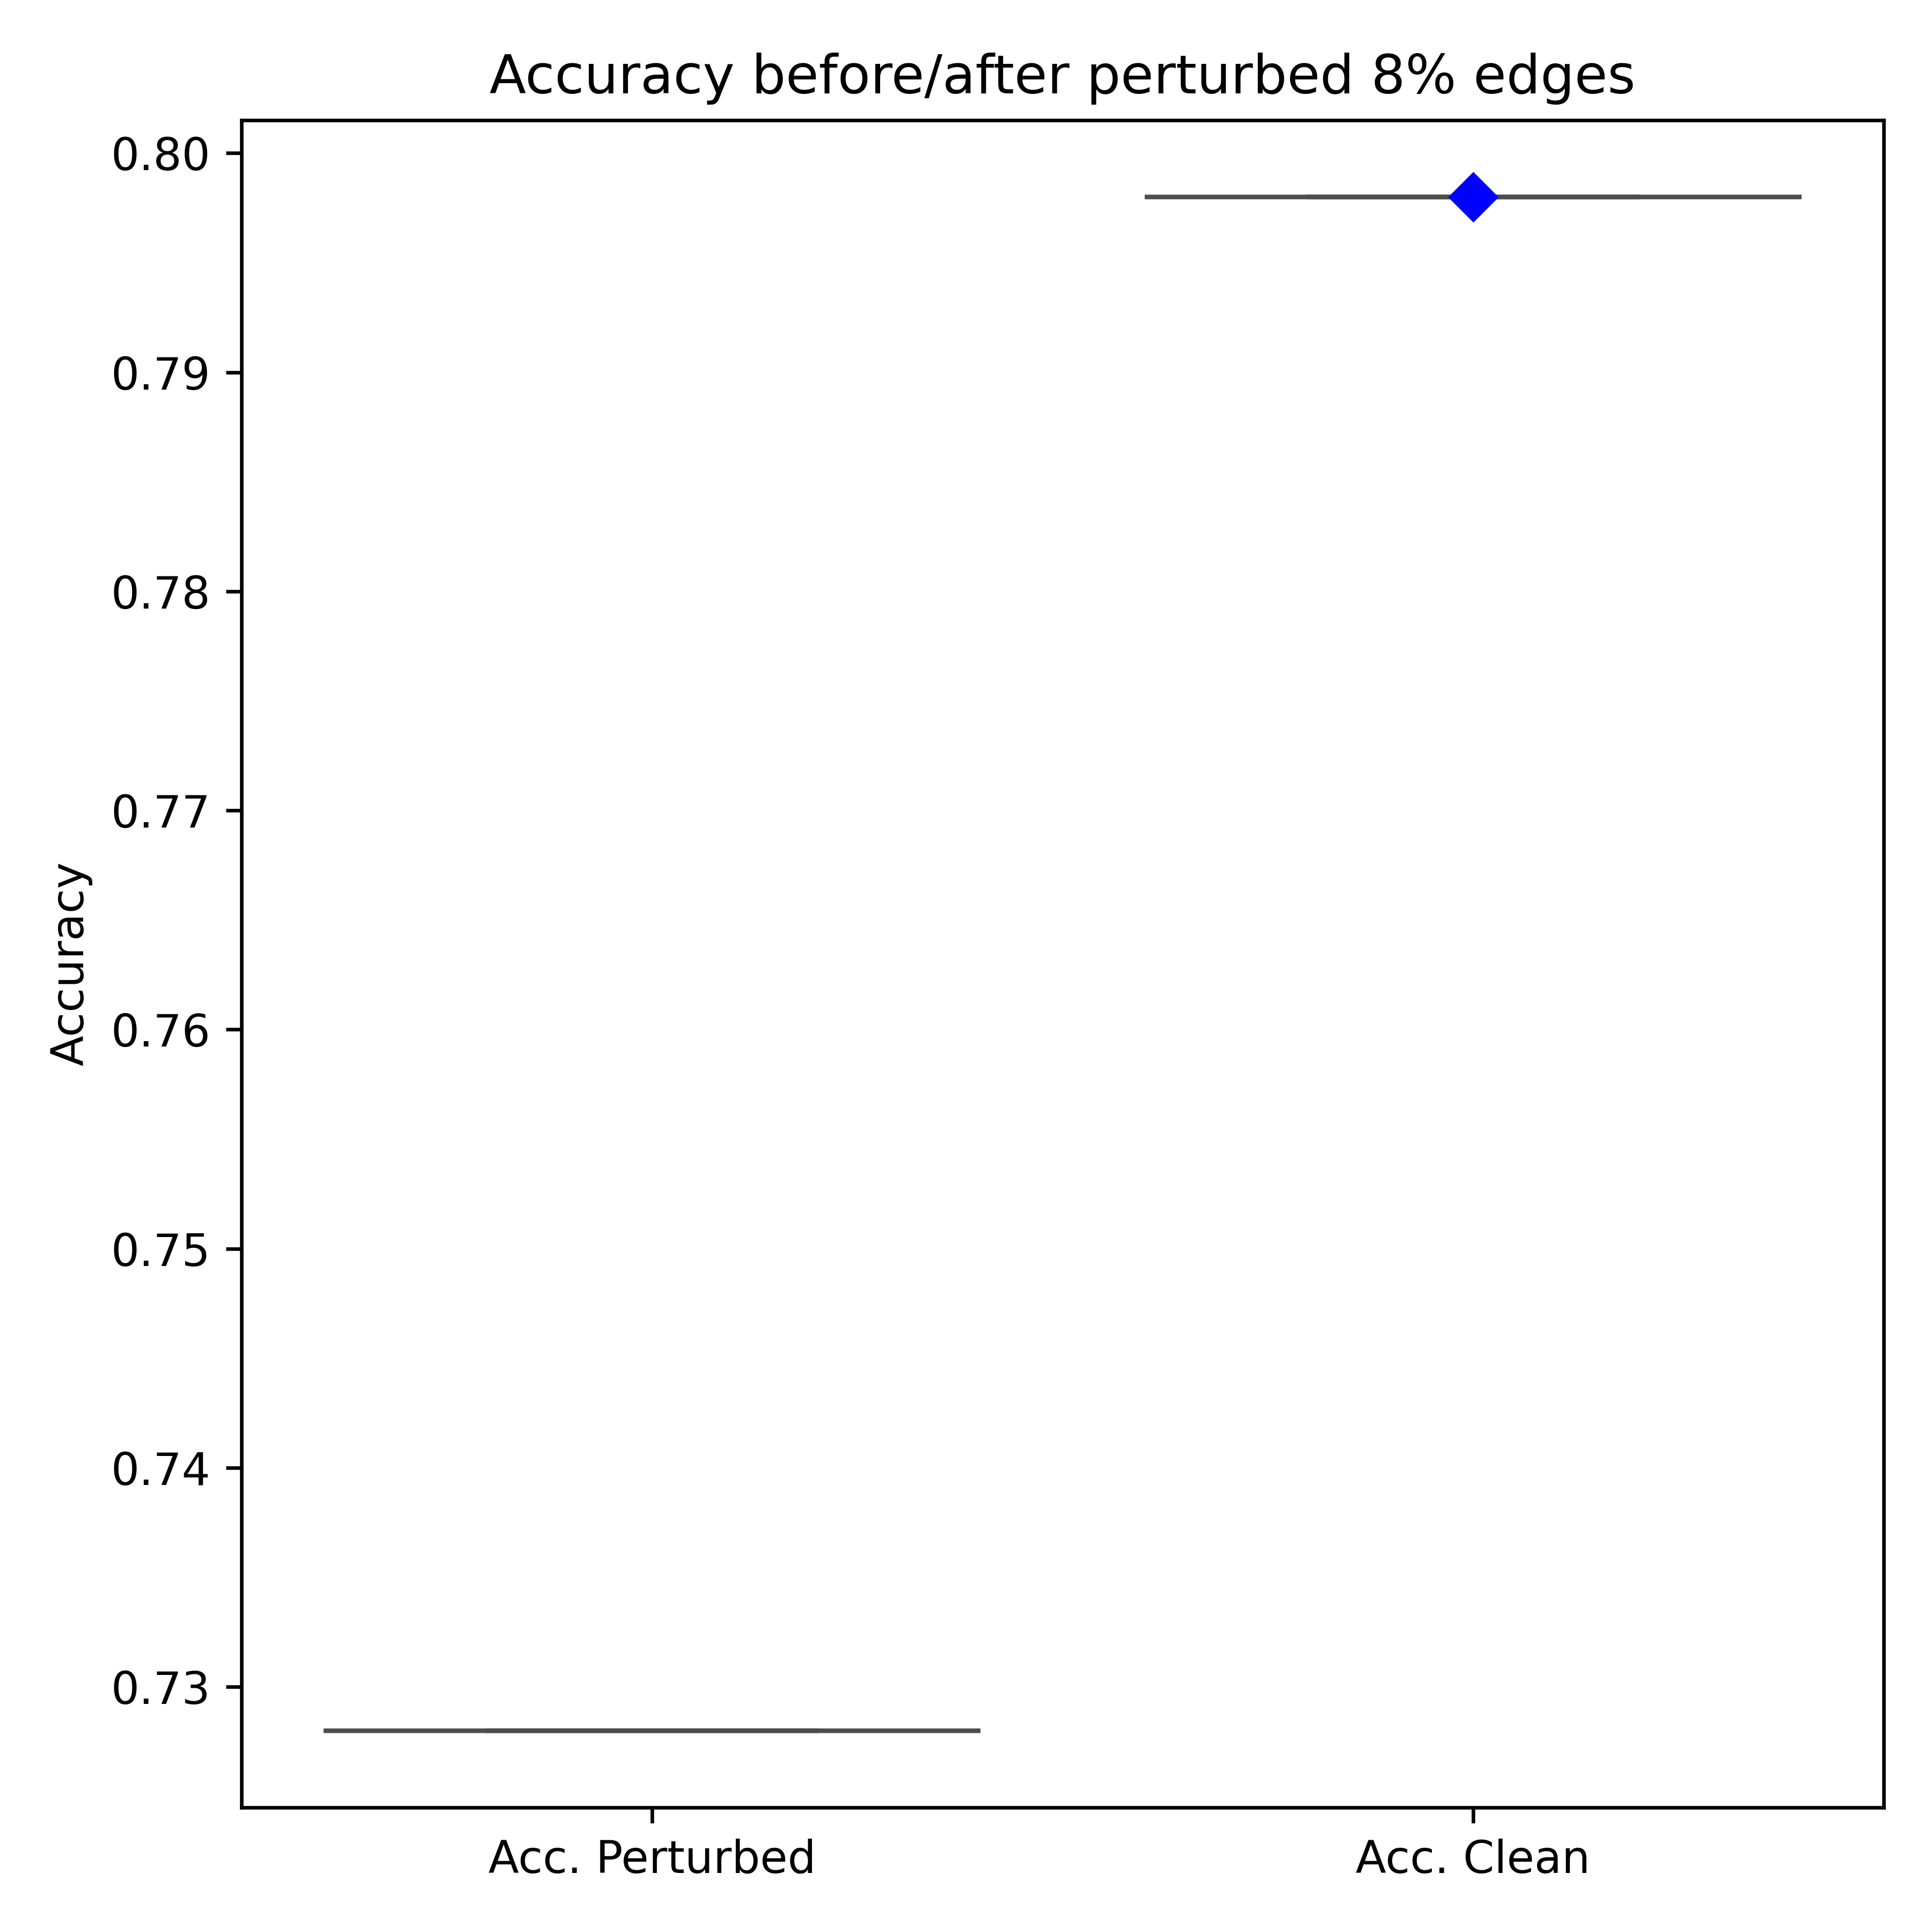 Accuracy before/after perturbed 8% edges
0.80
0.79
0.78
0.77
0.76
0.75
0.74
0.73
Accuracy
Acc. Perturbed
Acc. Clean